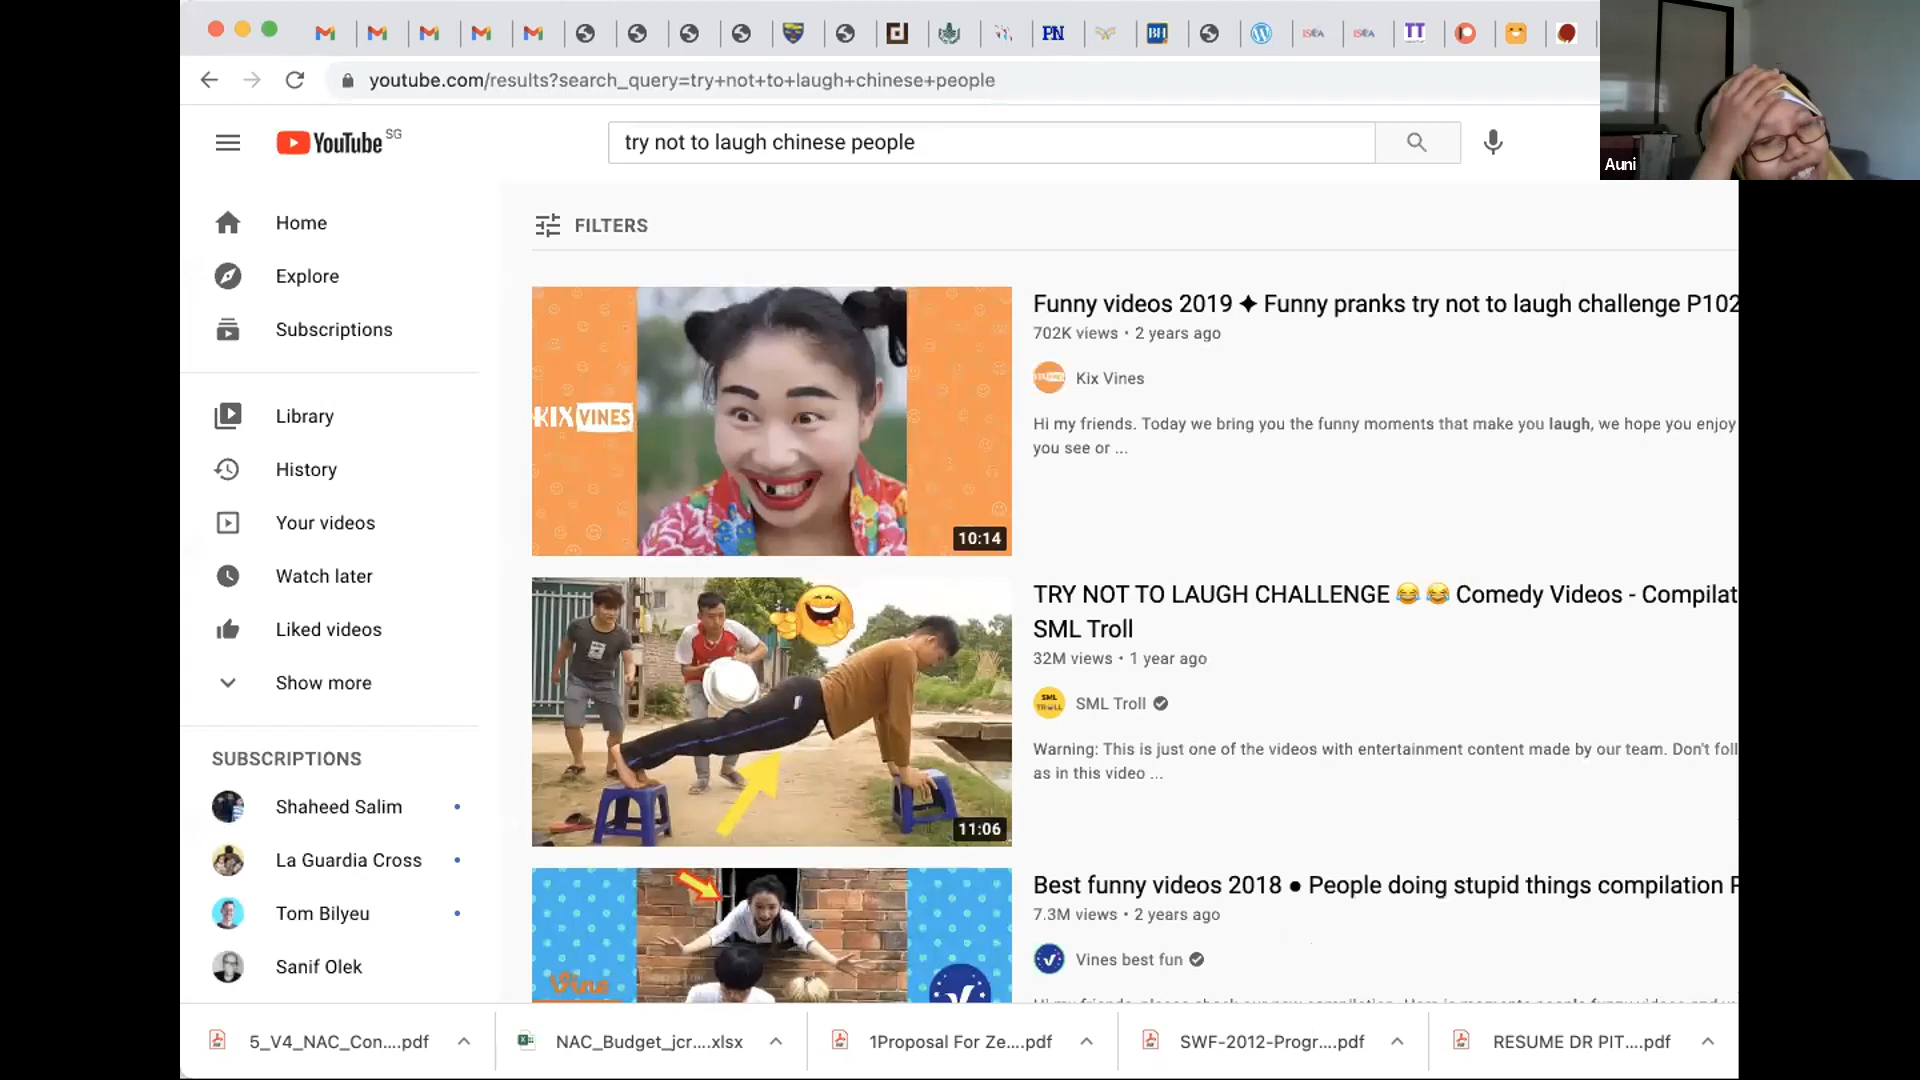 PN
BH
ISEA
ISEA
TT
youtube.com/results?search_query=try+not+to+laugh+chinese+people
YouTube SG
try not to laugh chinese people
Auni
Home
Explore
Subscriptions
Library
History
Your videos
Watch later
Liked videos
Show more
SUBSCRIPTIONS
Shaheed Salim
La Guardia Cross
Tom Bilyeu
Sanif Olek
FILTERS
KIX VINES
10:14
Funny videos 2019 ✦ Funny pranks try not to laugh challenge P102
702K views • 2 years ago
Kix Vines
Hi my friends. Today we bring you the funny moments that make you laugh, we hope you enjoy
you see or ...
11:06
TRY NOT TO LAUGH CHALLENGE 😂 😂 Comedy Videos - Compilat
SML Troll
32M views • 1 year ago
SML TROLL
SML Troll
Warning: This is just one of the videos with entertainment content made by our team. Don't foll
as in this video ...
Vine
Best funny videos 2018 ● People doing stupid things compilation P
7.3M views • 2 years ago
Vines best fun
5_V4_NAC_Con....pdf
NAC_Budget_jcr....xlsx
1Proposal For Ze....pdf
SWF-2012-Progr....pdf
RESUME DR PIT....pdf